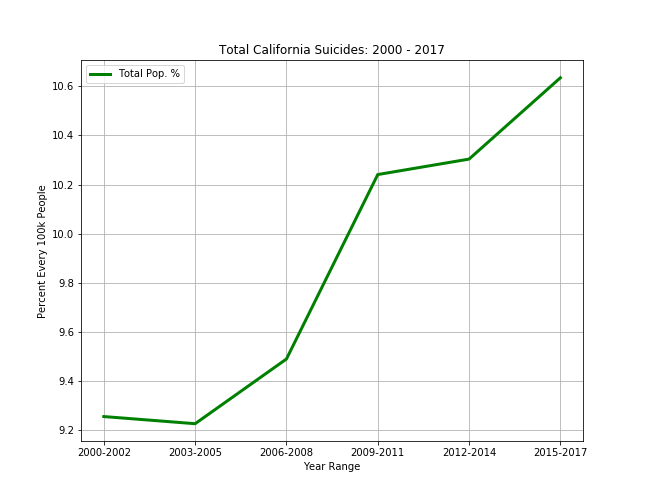 Total California Suicides: 2000 - 2017
Total Pop. %
Percent Every 100k People
10.6
10.4
10.2
10.0
9.8
9.6
9.4
9.2
2000-2002 2003-2005 2006-2008 2009-2011 2012-2014 2015-2017
Year Range